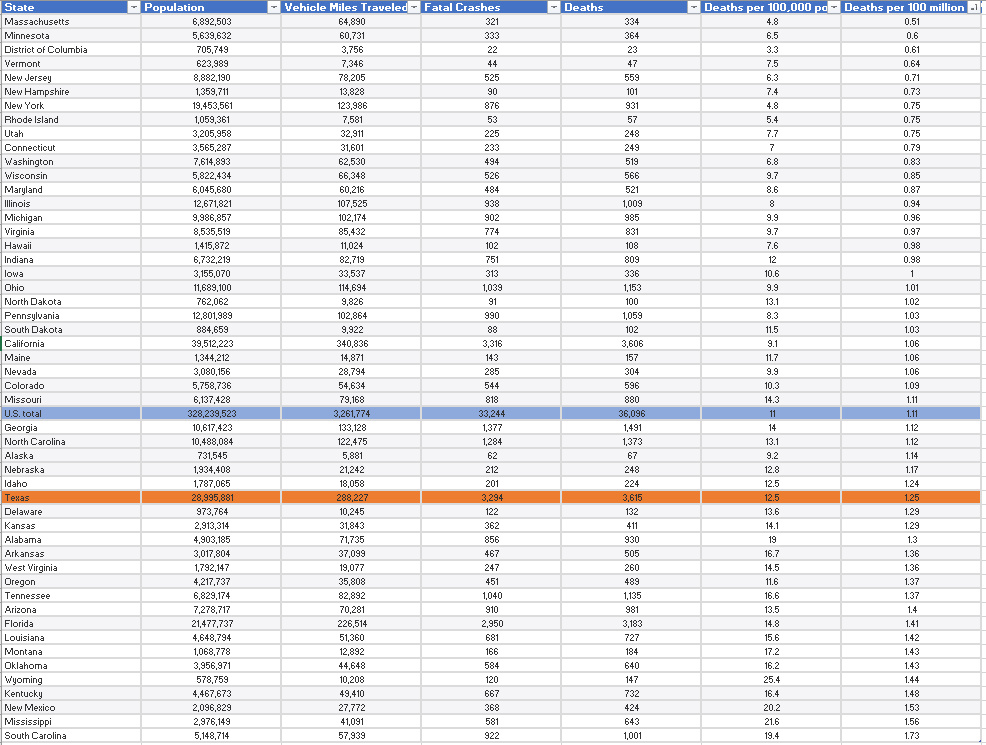 State Population Vehicle Miles Traveled Fatal Crashes Deaths Deaths per 100,000 po Deaths per 100 million
Massachusetts 6,892,503 64,890 321 334 4.8 0.51
Minnesota 5,639,632 60,731 333 364 6.5 0.6
District of Columbia 705,749 3,756 22 23 3.3 0.61
Vermont 623,989 7,346 44 47 7.5 0.64
New Jersey 8,882,190 78,205 525 559 6.3 0.71
New Hampshire 1,359,711 13,828 90 101 7.4 0.73
New York 19,453,561 123,986 876 931 4.8 0.75
Rhode Island 1,059,361 7,581 53 57 5.4 0.75
Utah 3,205,958 32,911 225 248 7.7 0.75
Connecticut 3,565,287 31,601 233 249 7 0.79
Washington 7,614,893 62,530 494 519 6.8 0.83
Wisconsin 5,822,434 66,348 526 566 9.7 0.85
Maryland 6,045,680 60,216 484 521 8.6 0.87
Illinois 12,671,821 107,525 938 1,009 8 0.94
Michigan 9,986,857 102,174 902 985 9.9 0.96
Virginia 8,535,519 85,432 774 831 9.7 0.97
Hawaii 1,415,872 11,024 102 108 7.6 0.98
Indiana 6,732,219 82,719 751 809 12 0.98
Iowa 3,155,070 33,537 313 336 10.6 1
Ohio 11,689,100 114,694 1,039 1,153 9.9 1.01
North Dakota 762,062 9,826 91 100 13.1 1.02
Pennsylvania 12,801,989 102,864 990 1,059 8.3 1.03
South Dakota 884,659 9,922 88 102 11.5 1.03
California 39,512,223 340,836 3,316 3,606 9.1 1.06
Maine 1,344,212 14,871 143 157 11.7 1.06
Nevada 3,080,156 28,794 285 304 9.9 1.06
Colorado 5,758,736 54,634 544 596 10.3 1.09
Missouri 6,137,428 79,168 818 880 14.3 1.11
U.S. total 328,239,523 3,261,774 33,244 36,096 11 1.11
Georgia 10,617,423 133,128 1,377 1,491 14 1.12
North Carolina 10,488,084 122,475 1,284 1,373 13.1 1.12
Alaska 731,545 5,881 62 67 9.2 1.14
Nebraska 1,934,408 21,242 212 248 12.8 1.17
Idaho 1,787,065 18,058 201 224 12.5 1.24
Texas 28,995,881 288,227 3,294 3,615 12.5 1.25
Delaware 973,764 10,245 122 132 13.6 1.29
Kansas 2,913,314 31,843 362 411 14.1 1.29
Alabama 4,903,185 71,735 856 930 19 1.3
Arkansas 3,017,804 37,099 467 505 16.7 1.36
West Virginia 1,792,147 19,077 247 260 14.5 1.36
Oregon 4,217,737 35,808 451 489 11.6 1.37
Tennessee 6,829,174 82,892 1,040 1,135 16.6 1.37
Arizona 7,278,717 70,281 910 981 13.5 1.4
Florida 21,477,737 226,514 2,950 3,183 14.8 1.41
Louisiana 4,648,794 51,360 681 727 15.6 1.42
Montana 1,068,778 12,892 166 184 17.2 1.43
Oklahoma 3,956,971 44,648 584 640 16.2 1.43
Wyoming 578,759 10,208 120 147 25.4 1.44
Kentucky 4,467,673 49,410 667 732 16.4 1.48
New Mexico 2,096,829 27,772 368 424 20.2 1.53
Mississippi 2,976,149 41,091 581 643 21.6 1.56
South Carolina 5,148,714 57,939 922 1,001 19.4 1.73